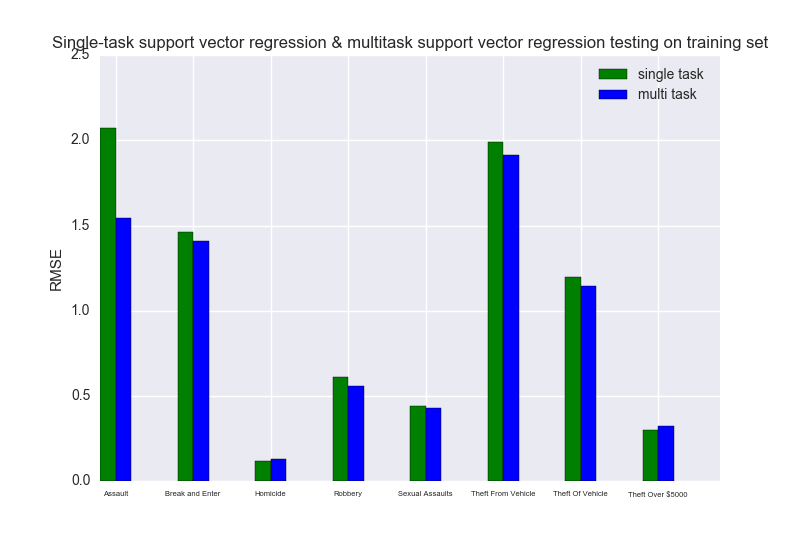 Single-task support vector regression & multitask support vector regression testing on training set
single task
multi task
2.5
2.0
1.5
1.0
0.5
0.0
RMSE
Assault
Break and Enter
Homicide
Robbery
Sexual Assaults
Theft From Vehicle
Theft Of Vehicle
Theft Over $5000